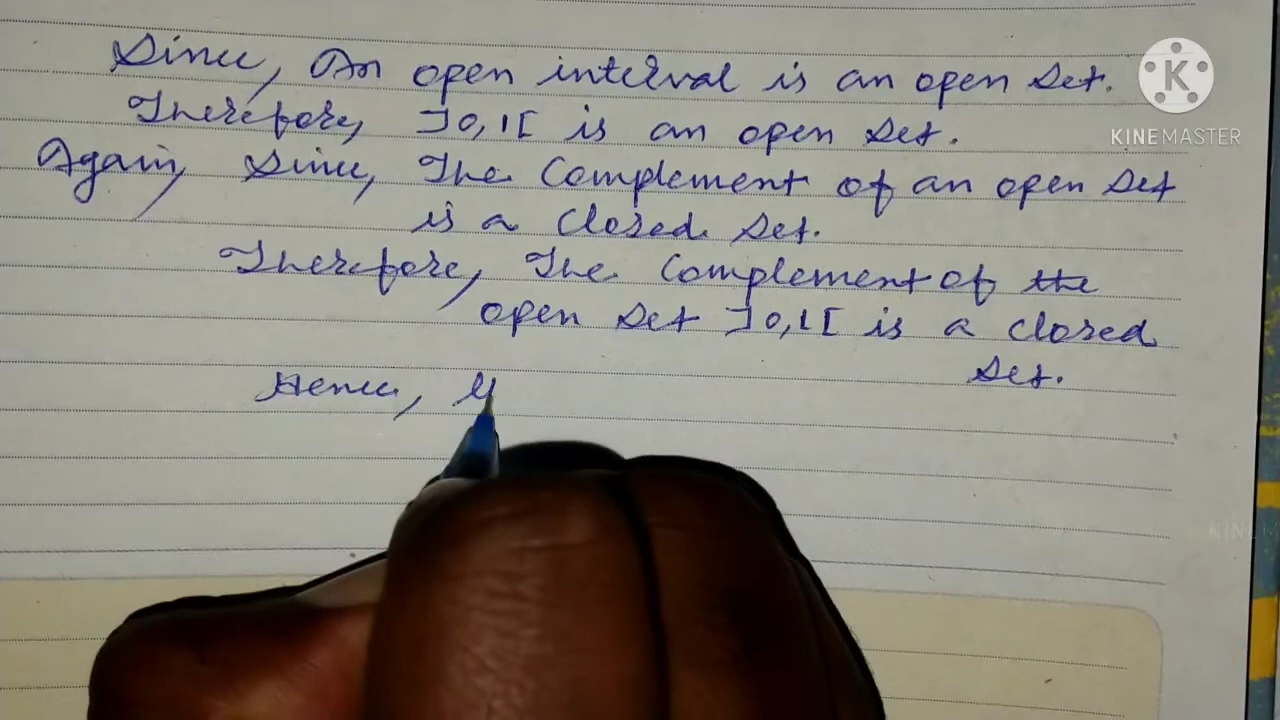 Since, An open interval is an open set.
Therefore, ]0,1[ is an open set.
Again, Since, The Complement of an open set
is a Closed set.
Therefore, The Complement of the
open set ]0,1[ is a closed
set.
Hence,
K
KINEMASTER